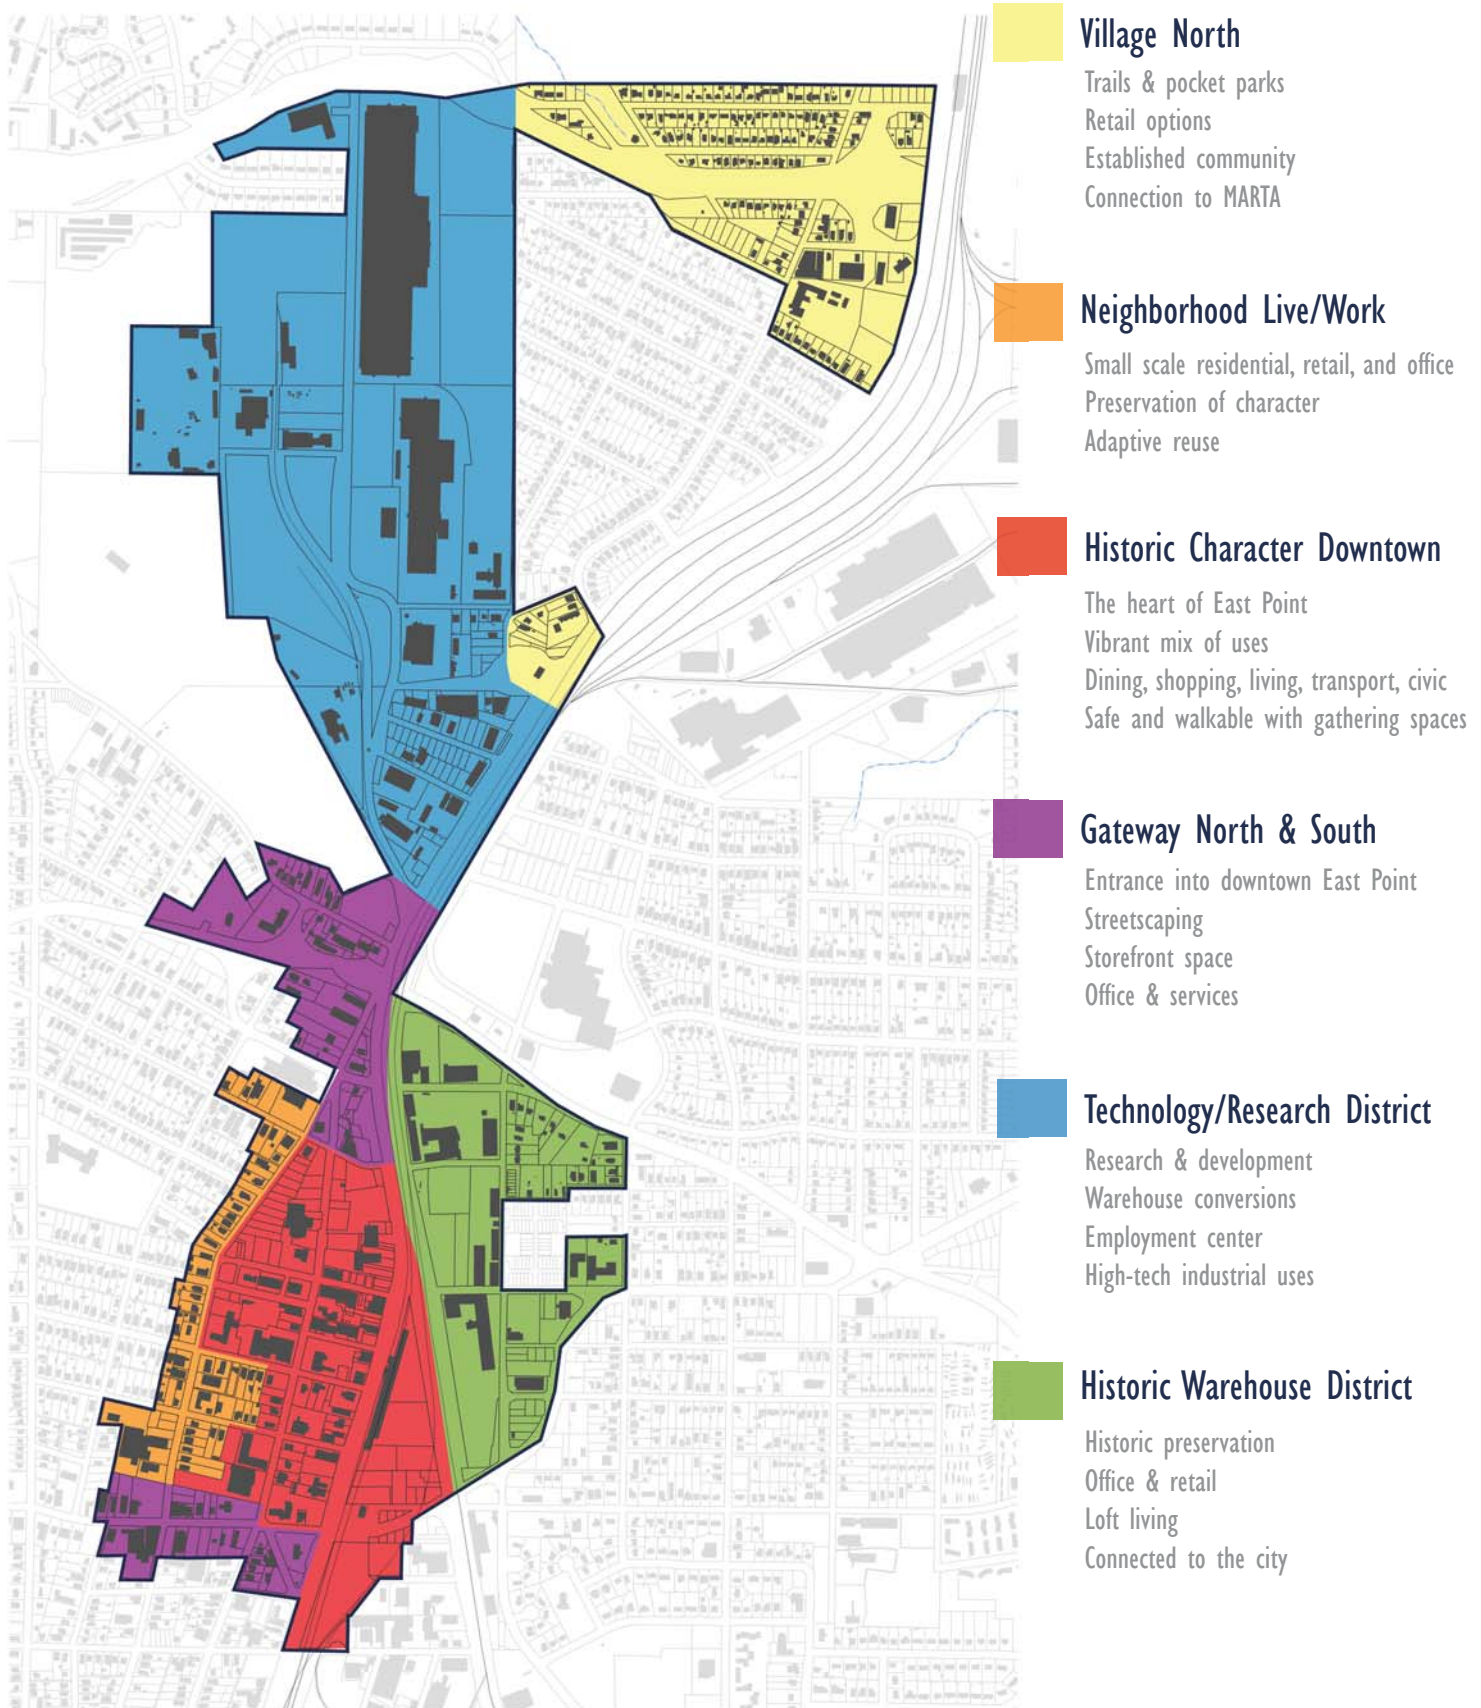 Village North
Trails & pocket parks
Retail options
Established community
Connection to MARTA
Neighborhood Live/Work
Small scale residential, retail, and office
Preservation of character
Adaptive reuse
Historic Character Downtown
The heart of East Point
Vibrant mix of uses
Dining, shopping, living, transport, civic
Safe and walkable with gathering spaces
Gateway North & South
Entrance into downtown East Point
Streetscaping
Storefront space
Office & services
Technology/Research District
Research & development
Warehouse conversions
Employment center
High-tech industrial uses
Historic Warehouse District
Historic preservation
Office & retail
Loft living
Connected to the city